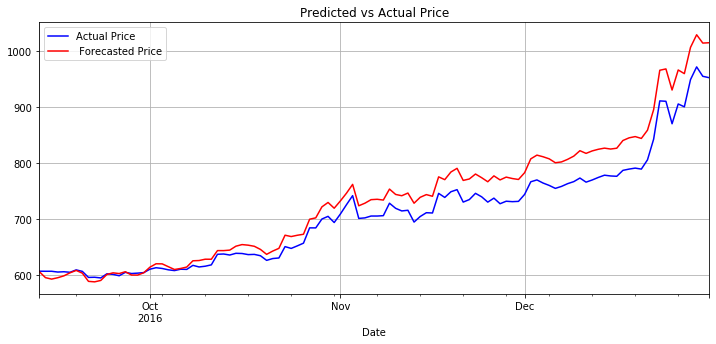 Predicted vs Actual Price
Actual Price
Forecasted Price
1000
900
800
700
600
Oct
2016
Nov
Dec
Date